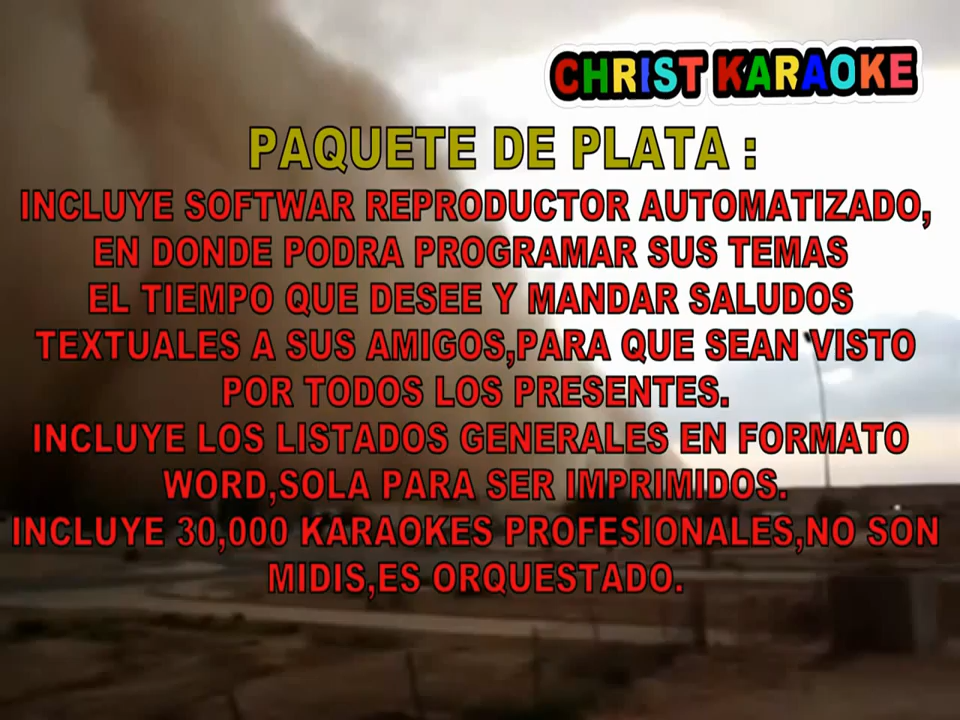 CHRIST KARAOKE
PAQUETE DE PLATA :
INCLUYE SOFTWAR REPRODUCTOR AUTOMATIZADO,
EN DONDE PODRA PROGRAMAR SUS TEMAS
EL TIEMPO QUE DESEE Y MANDAR SALUDOS
TEXTUALES A SUS AMIGOS,PARA QUE SEAN VISTO
POR TODOS LOS PRESENTES.
INCLUYE LOS LISTADOS GENERALES EN FORMATO
WORD,SOLA PARA SER IMPRIMIDOS.
INCLUYE 30,000 KARAOKES PROFESIONALES,NO SON
MIDIS,ES ORQUESTADO.